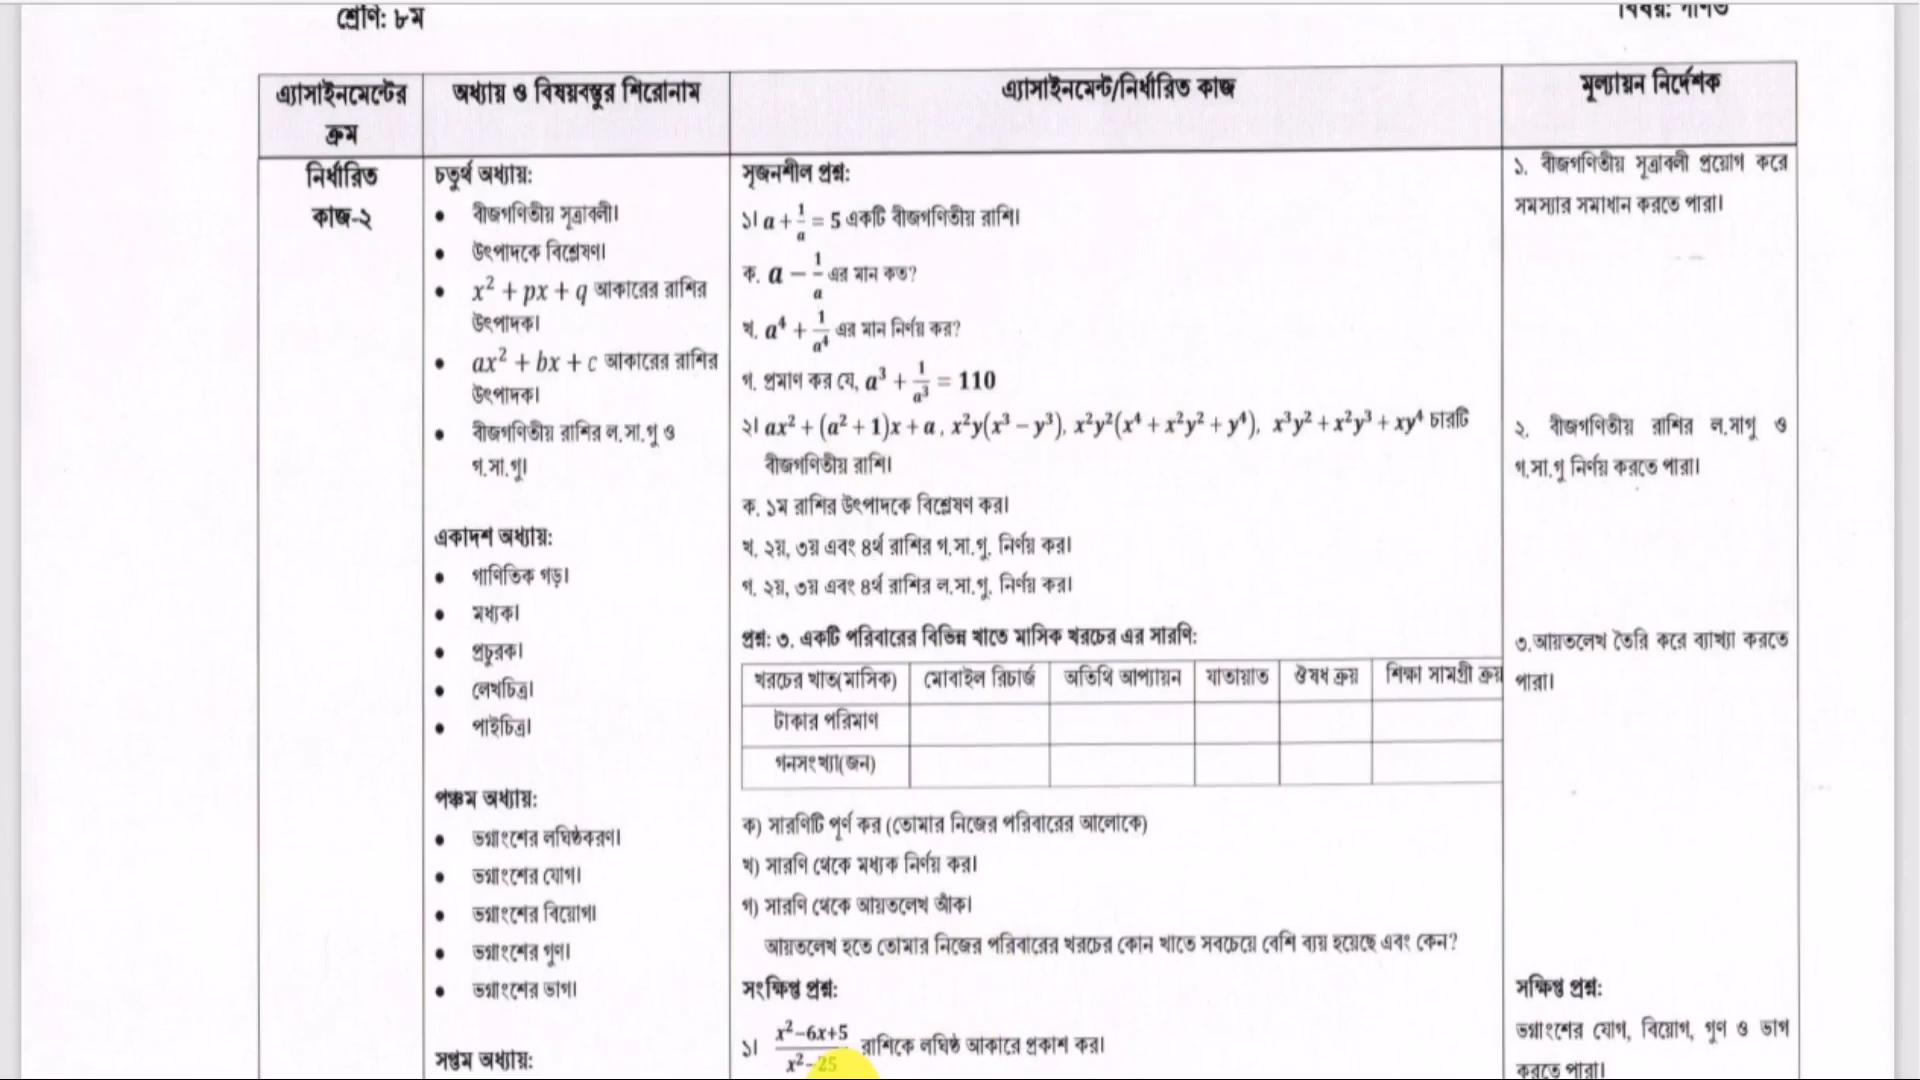 শ্রেণি: ৮ম
বিষয়: গণিত
এ্যাসাইনমেন্টের ক্রম
অধ্যায় ও বিষয়বস্তুর শিরোনাম
এ্যাসাইনমেন্ট/নির্ধারিত কাজ
মূল্যায়ন নির্দেশক
নির্ধারিত
কাজ-২
চতুর্থ অধ্যায়:
• বীজগণিতীয় সূত্রাবলী।
• উৎপাদকে বিশ্লেষণ।
• x² + px + q আকারের রাশির
উৎপাদক।
• ax² + bx + c আকারের রাশির
উৎপাদক।
• বীজগণিতীয় রাশির ল.সা.গু ও
গ.সা.গু।
একাদশ অধ্যায়:
• গাণিতিক গড়।
• মধ্যক।
• প্রচুরক।
• লেখচিত্র।
• পাইচিত্র।
পঞ্চম অধ্যায়:
• ভগ্নাংশের লঘিষ্ঠকরণ।
• ভগ্নাংশের যোগ।
• ভগ্নাংশের বিয়োগ।
• ভগ্নাংশের গুণ।
• ভগ্নাংশের ভাগ।
সপ্তম অধ্যায়:
সৃজনশীল প্রশ্ন:
১। a + 1/a = 5 একটি বীজগণিতীয় রাশি।
ক. a − 1/a এর মান কত?
খ. a⁴ + 1/a⁴ এর মান নির্ণয় কর?
গ. প্রমাণ কর যে, a³ + 1/a³ = 110
২। ax² + (a² + 1)x + a , x²y(x³ − y³), x²y²(x⁴ + x²y² + y⁴), x³y² + x²y³ + xy⁴ চারটি
বীজগণিতীয় রাশি।
ক. ১ম রাশির উৎপাদকে বিশ্লেষণ কর।
খ. ২য়, ৩য় এবং ৪র্থ রাশির গ.সা.গু. নির্ণয় কর।
গ. ২য়, ৩য় এবং ৪র্থ রাশির ল.সা.গু. নির্ণয় কর।
প্রশ্ন: ৩. একটি পরিবারের বিভিন্ন খাতে মাসিক খরচের এর সারণি:
খরচের খাত(মাসিক) মোবাইল রিচার্জ অতিথি আপ্যায়ন যাতায়াত ঔষধ ক্রয় শিক্ষা সামগ্রী ক্রয়
টাকার পরিমাণ
গনসংখ্যা(জন)
ক) সারণিটি পূর্ণ কর (তোমার নিজের পরিবারের আলোকে)
খ) সারণি থেকে মধ্যক নির্ণয় কর।
গ) সারণি থেকে আয়তলেখ আঁক।
আয়তলেখ হতে তোমার নিজের পরিবারের খরচের কোন খাতে সবচেয়ে বেশি ব্যয় হয়েছে এবং কেন?
সংক্ষিপ্ত প্রশ্ন:
১। (x²−6x+5)/(x²−25) রাশিকে লঘিষ্ঠ আকারে প্রকাশ কর।
১. বীজগণিতীয় সূত্রাবলী প্রয়োগ করে
সমস্যার সমাধান করতে পারা।
২. বীজগণিতীয় রাশির ল.সাগু ও
গ.সা.গু নির্ণয় করতে পারা।
৩.আয়তলেখ তৈরি করে ব্যাখ্যা করতে
পারা।
সক্ষিপ্ত প্রশ্ন:
ভগ্নাংশের যোগ, বিয়োগ, গুণ ও ভাগ
করতে পারা।